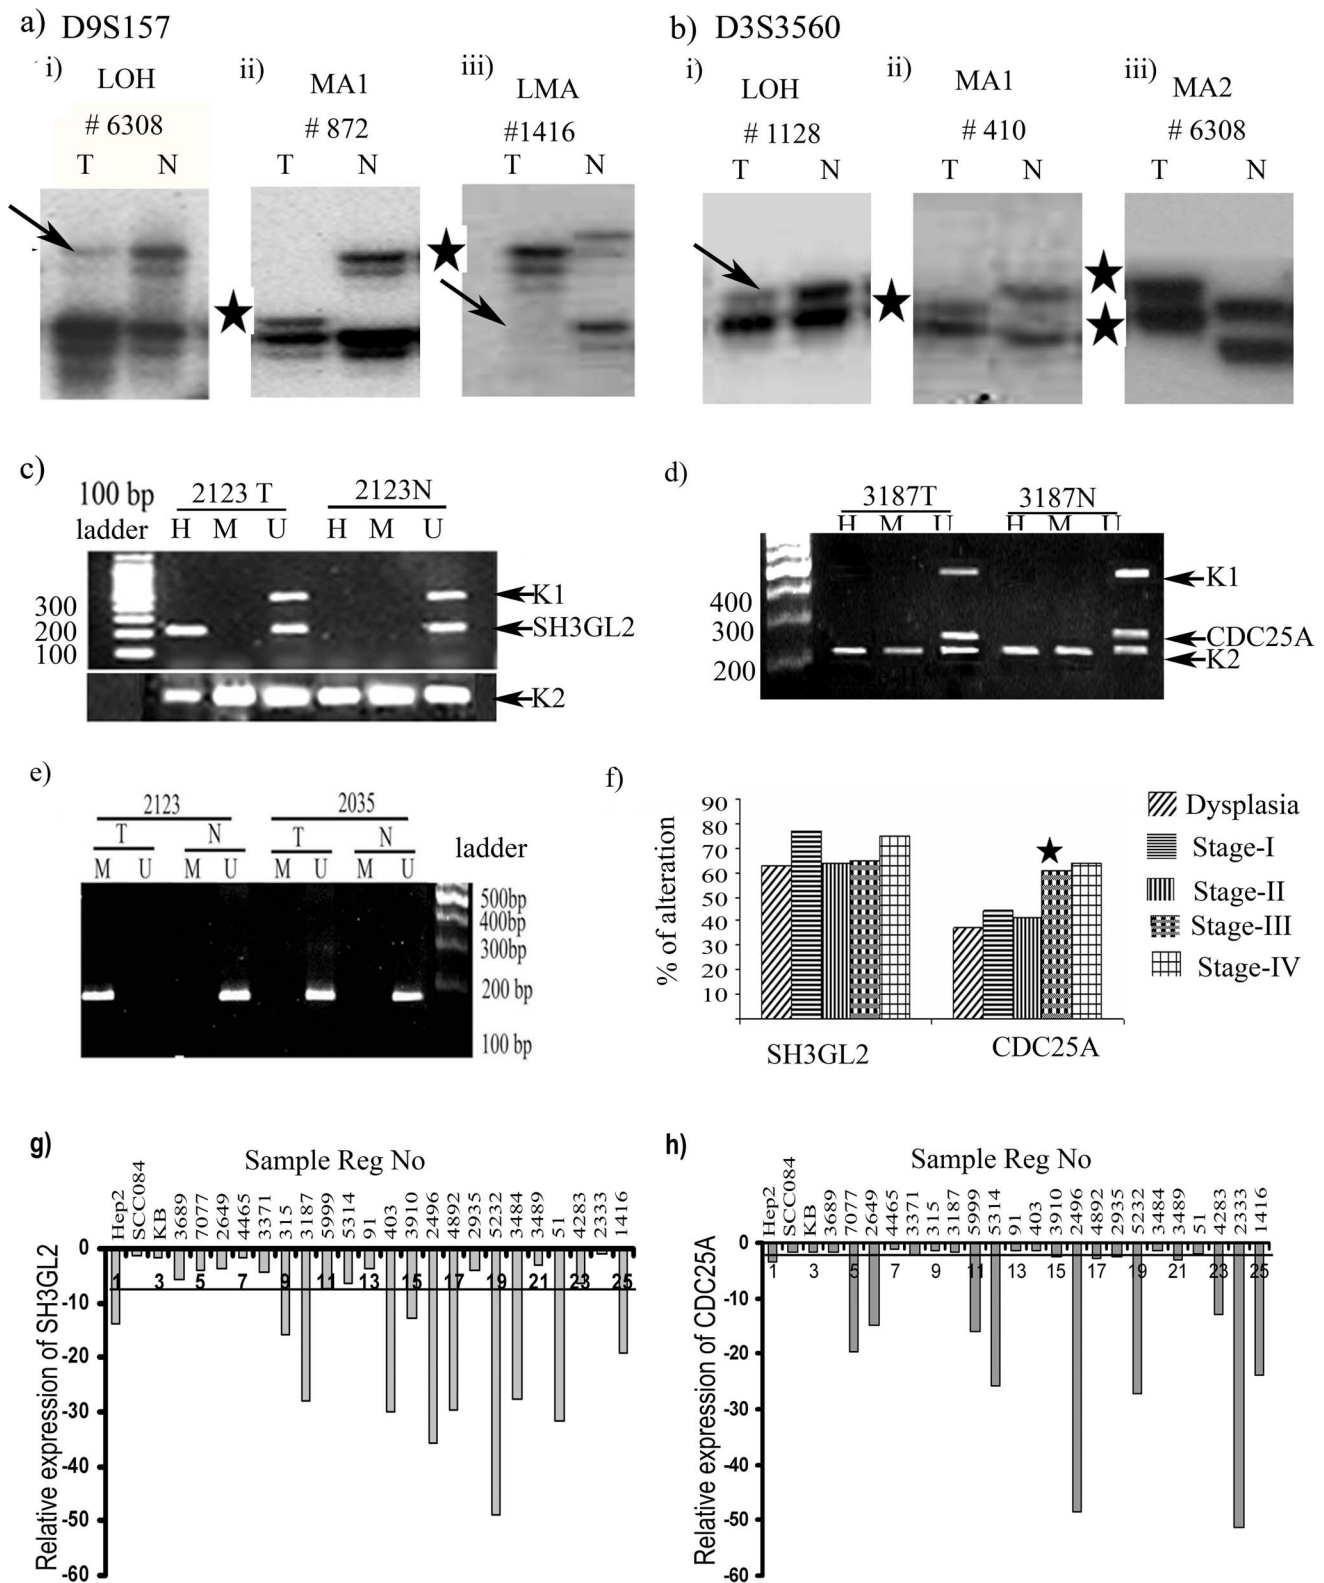 a) D9S157
i) LOH
# 6308
T N
ii) MA1
# 872
T N
iii) LMA
#1416
T N
b) D3S3560
i) LOH
# 1128
T N
ii) MA1
# 410
T N
iii) MA2
# 6308
T N
c)
100 bp
ladder
2123 T 2123N
H M U H M U
300
200
100
K1
SH3GL2
K2
d)
3187T 3187N
H M U H M U
400
300
200
K1
CDC25A
K2
e)
2123 2035
T N T N
M U M U M U M U
ladder
500bp
400bp
300bp
200 bp
100 bp
f)
% of alteration
90
80
70
60
50
40
30
20
10
SH3GL2 CDC25A
Dysplasia
Stage-I
Stage-II
Stage-III
Stage-IV
g)
Sample Reg No
Hep2 SCC084 KB 3689 7077 2649 4465 3371 315 3187 5999 5314 91 403 3910 2496 4892 2935 5232 3484 3489 51 4283 2333 1416
Relative expression of SH3GL2
0
-10
-20
-30
-40
-50
-60
1 3 5 7 9 11 13 15 17 19 21 23 25
h)
Sample Reg No
Hep2 SCC084 KB 3689 7077 2649 4465 3371 315 3187 5999 5314 91 403 3910 2496 4892 2935 5232 3484 3489 51 4283 2333 1416
Relative expression of CDC25A
0
-10
-20
-30
-40
-50
-60
1 3 5 7 9 11 13 15 17 19 21 23 25